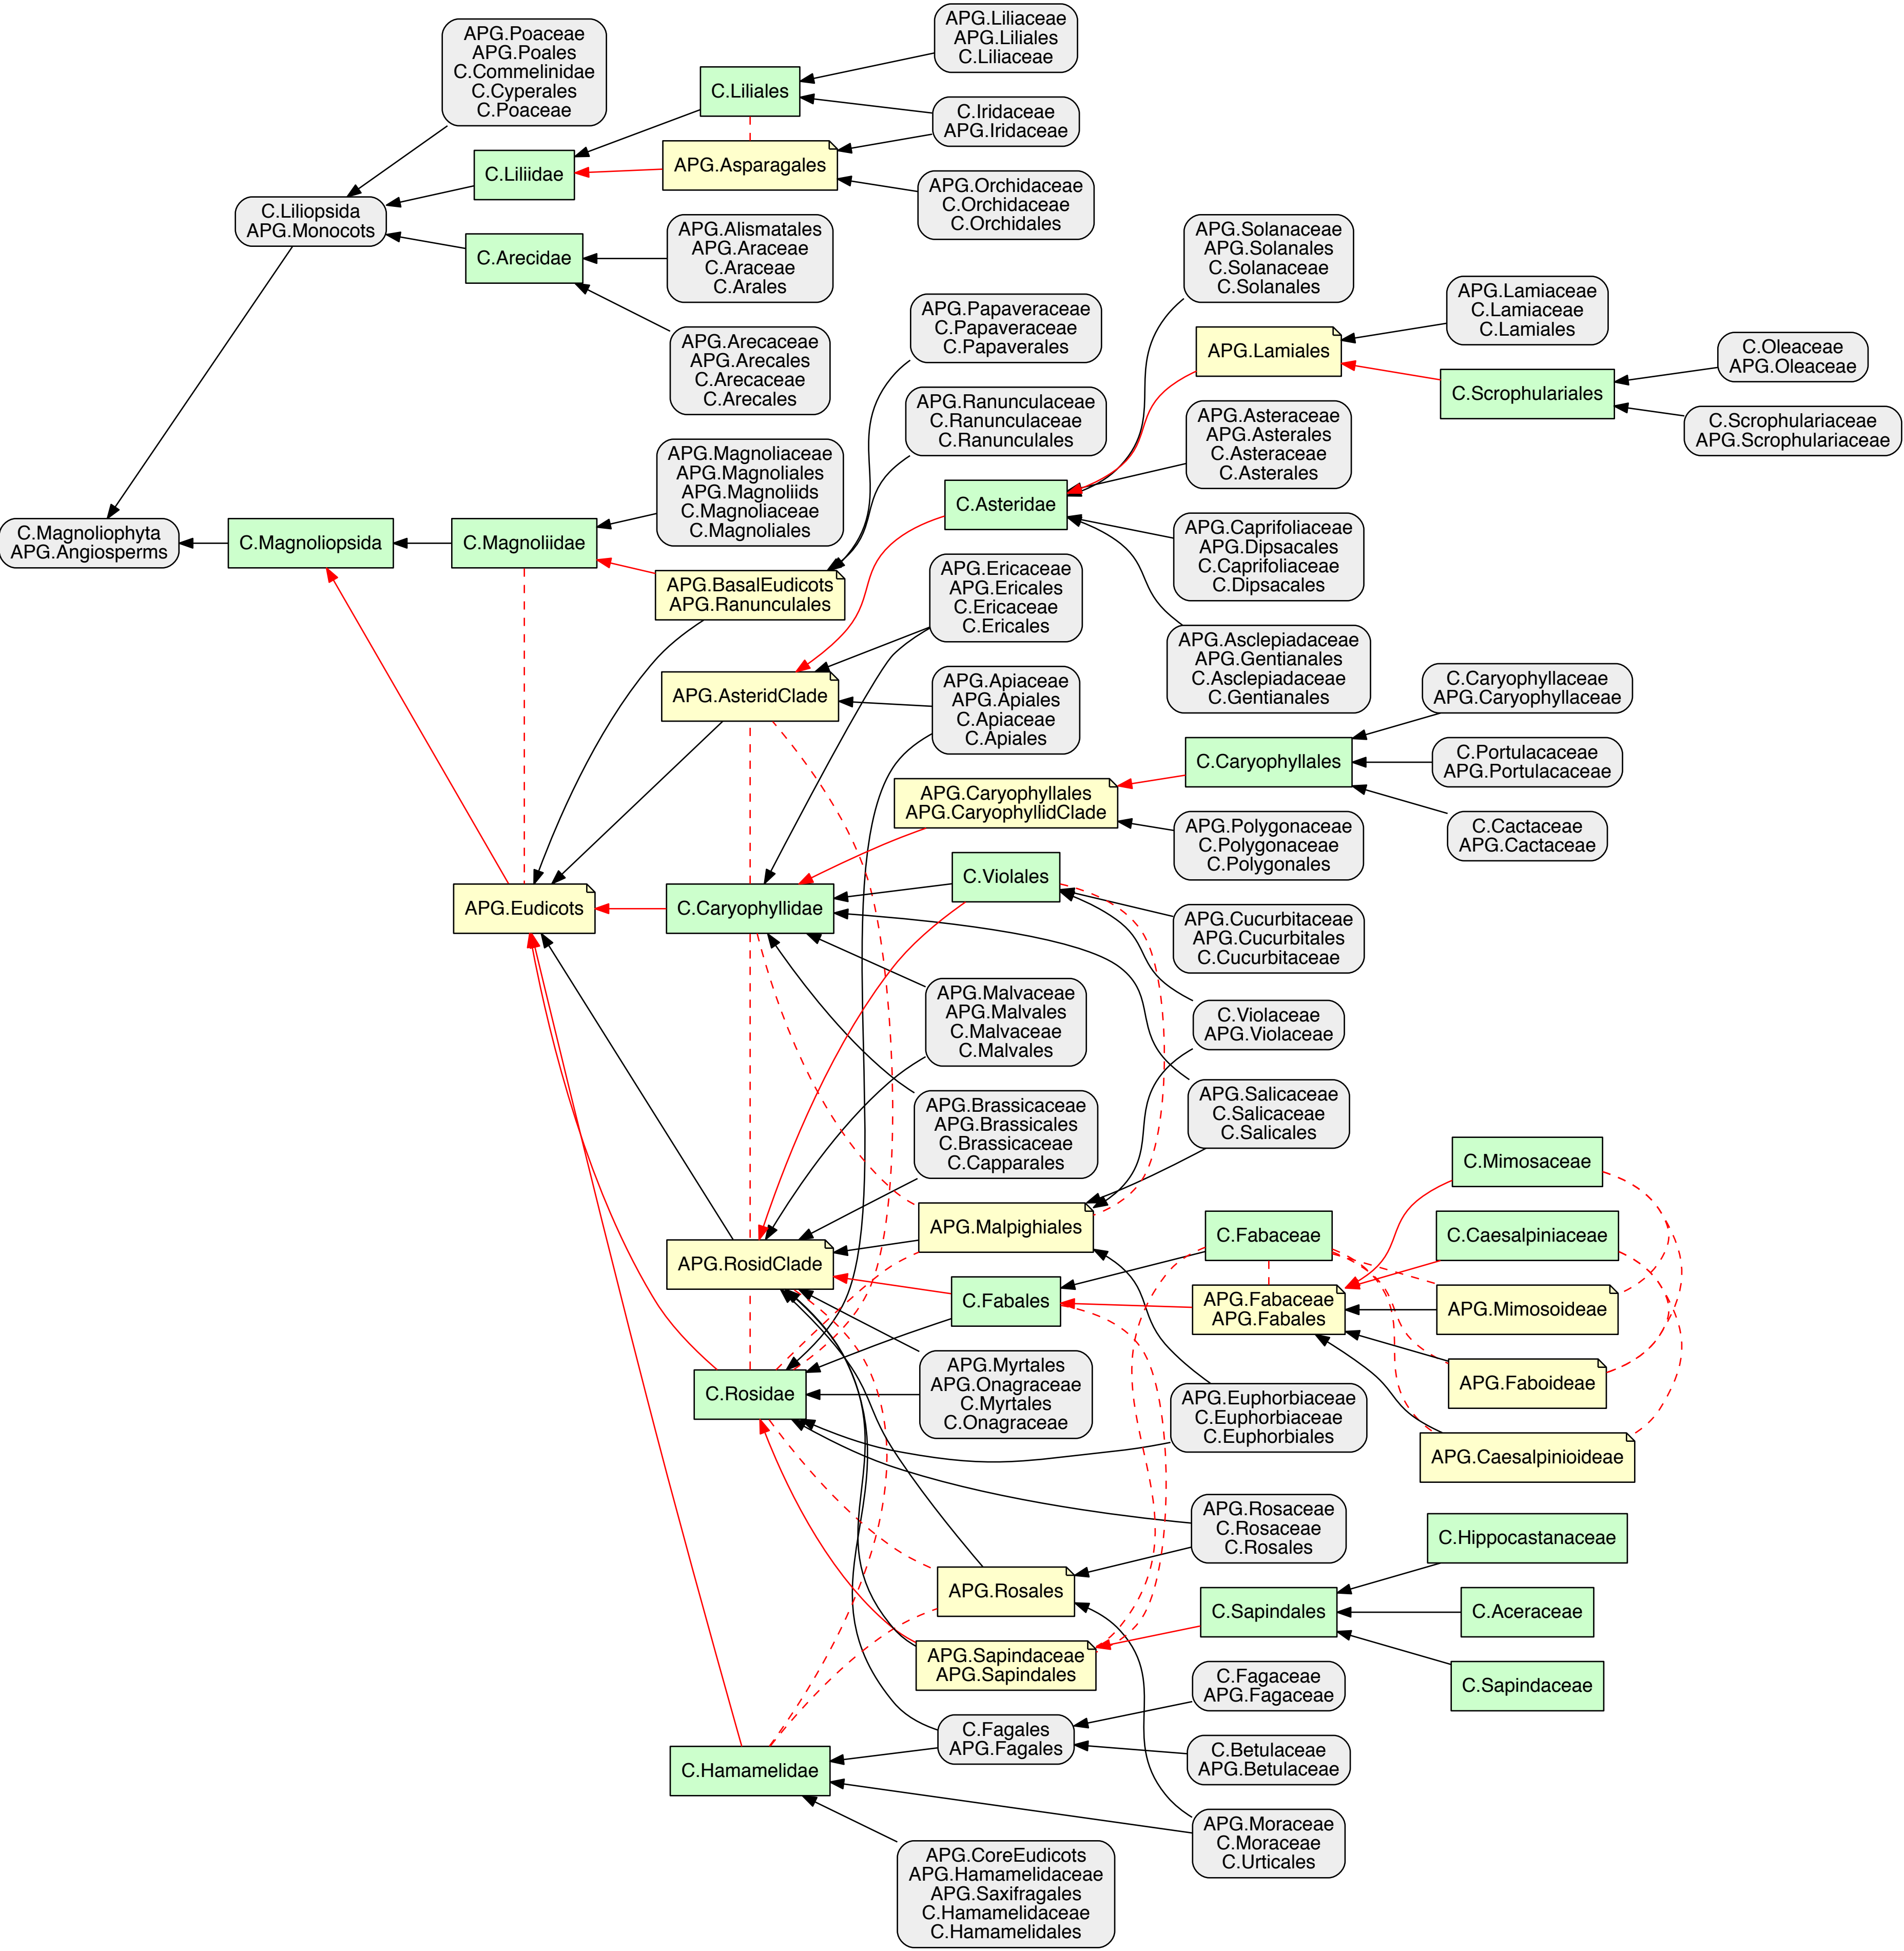 APG.Poaceae
APG.Poales
C.Commelinidae
C.Cyperales
C.Poaceae
C.Liliales
APG.Liliaceae
APG.Liliales
C.Liliaceae
C.Iridaceae
APG.Iridaceae
C.Liliidae
APG.Asparagales
APG.Orchidaceae
C.Orchidaceae
C.Orchidales
C.Liliopsida
APG.Monocots
C.Arecidae
APG.Alismatales
APG.Araceae
C.Araceae
C.Arales
APG.Arecaceae
APG.Arecales
C.Arecaceae
C.Arecales
APG.Papaveraceae
C.Papaveraceae
C.Papaverales
APG.Ranunculaceae
C.Ranunculaceae
C.Ranunculales
APG.Solanaceae
APG.Solanales
C.Solanaceae
C.Solanales
APG.Lamiales
APG.Lamiaceae
C.Lamiaceae
C.Lamiales
C.Scrophulariales
C.Oleaceae
APG.Oleaceae
C.Scrophulariaceae
APG.Scrophulariaceae
APG.Asteraceae
APG.Asterales
C.Asteraceae
C.Asterales
C.Magnoliophyta
APG.Angiosperms
C.Magnoliopsida
C.Magnoliidae
APG.Magnoliaceae
APG.Magnoliales
APG.Magnoliids
C.Magnoliaceae
C.Magnoliales
C.Asteridae
APG.Caprifoliaceae
APG.Dipsacales
C.Caprifoliaceae
C.Dipsacales
APG.BasalEudicots
APG.Ranunculales
APG.Ericaceae
APG.Ericales
C.Ericaceae
C.Ericales
APG.Asclepiadaceae
APG.Gentianales
C.Asclepiadaceae
C.Gentianales
APG.AsteridClade
APG.Apiaceae
APG.Apiales
C.Apiaceae
C.Apiales
C.Caryophyllaceae
APG.Caryophyllaceae
C.Caryophyllales
C.Portulacaceae
APG.Portulacaceae
APG.Caryophyllales
APG.CaryophyllidClade
APG.Polygonaceae
C.Polygonaceae
C.Polygonales
C.Cactaceae
APG.Cactaceae
APG.Eudicots
C.Caryophyllidae
C.Violales
APG.Cucurbitaceae
APG.Cucurbitales
C.Cucurbitaceae
APG.Malvaceae
APG.Malvales
C.Malvaceae
C.Malvales
C.Violaceae
APG.Violaceae
APG.Brassicaceae
APG.Brassicales
C.Brassicaceae
C.Capparales
APG.Salicaceae
C.Salicaceae
C.Salicales
C.Mimosaceae
APG.Malpighiales
APG.RosidClade
C.Fabaceae
C.Caesalpiniaceae
C.Fabales
APG.Fabaceae
APG.Fabales
APG.Mimosoideae
C.Rosidae
APG.Myrtales
APG.Onagraceae
C.Myrtales
C.Onagraceae
APG.Euphorbiaceae
C.Euphorbiaceae
C.Euphorbiales
APG.Faboideae
APG.Caesalpinioideae
APG.Rosaceae
C.Rosaceae
C.Rosales
C.Hippocastanaceae
APG.Rosales
C.Sapindales
C.Aceraceae
APG.Sapindaceae
APG.Sapindales
C.Sapindaceae
C.Fagaceae
APG.Fagaceae
C.Fagales
APG.Fagales
C.Betulaceae
APG.Betulaceae
C.Hamamelidae
APG.Moraceae
C.Moraceae
C.Urticales
APG.CoreEudicots
APG.Hamamelidaceae
APG.Saxifragales
C.Hamamelidaceae
C.Hamamelidales